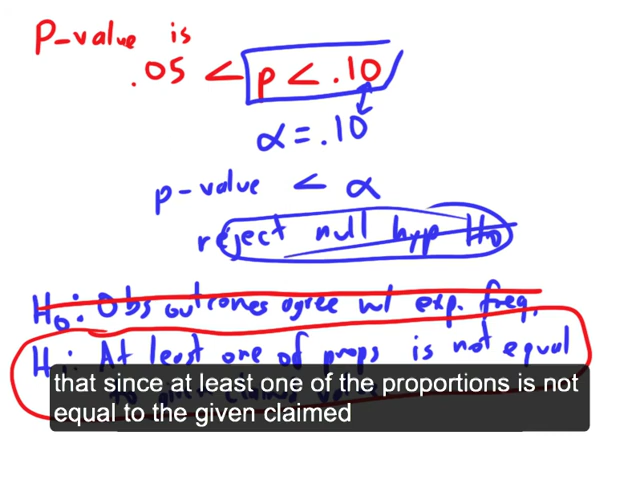 P-value is
.05 < p < .10
α = .10
p-value < α
reject null hyp H₀
H₀: Obs outcomes agree w/ exp. freq.
H₁: At least one of props is not equal
that since at least one of the proportions is not
equal to the given claimed